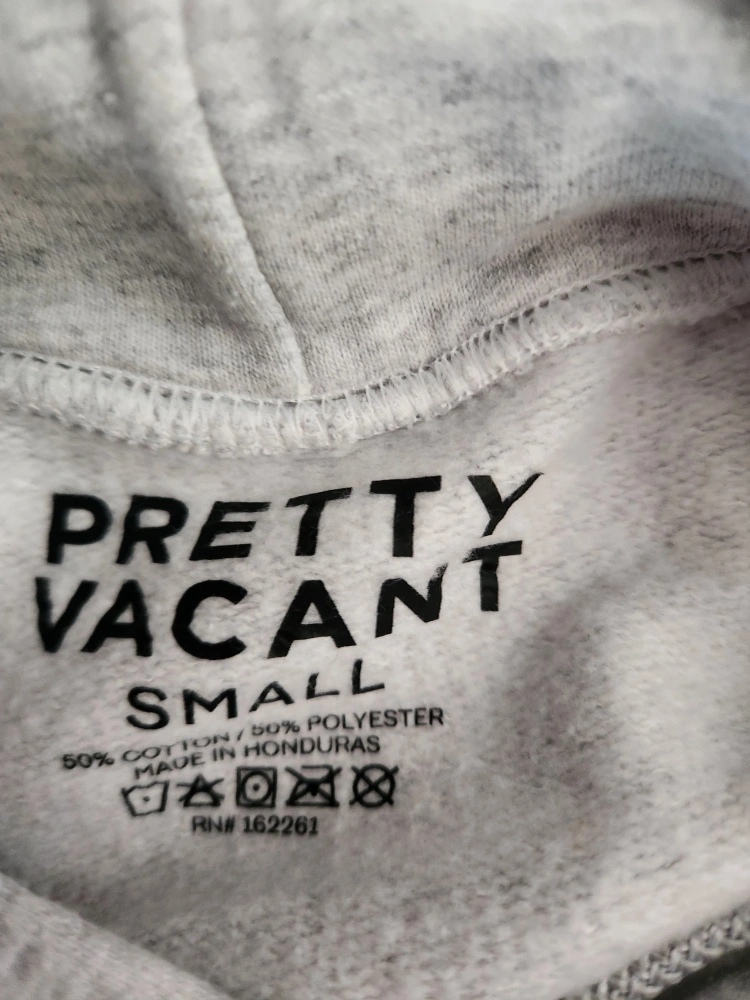 PRETTY
VACANT
SMALL
50% COTTON / 50% POLYESTER
MADE IN HONDURAS
RN# 162261